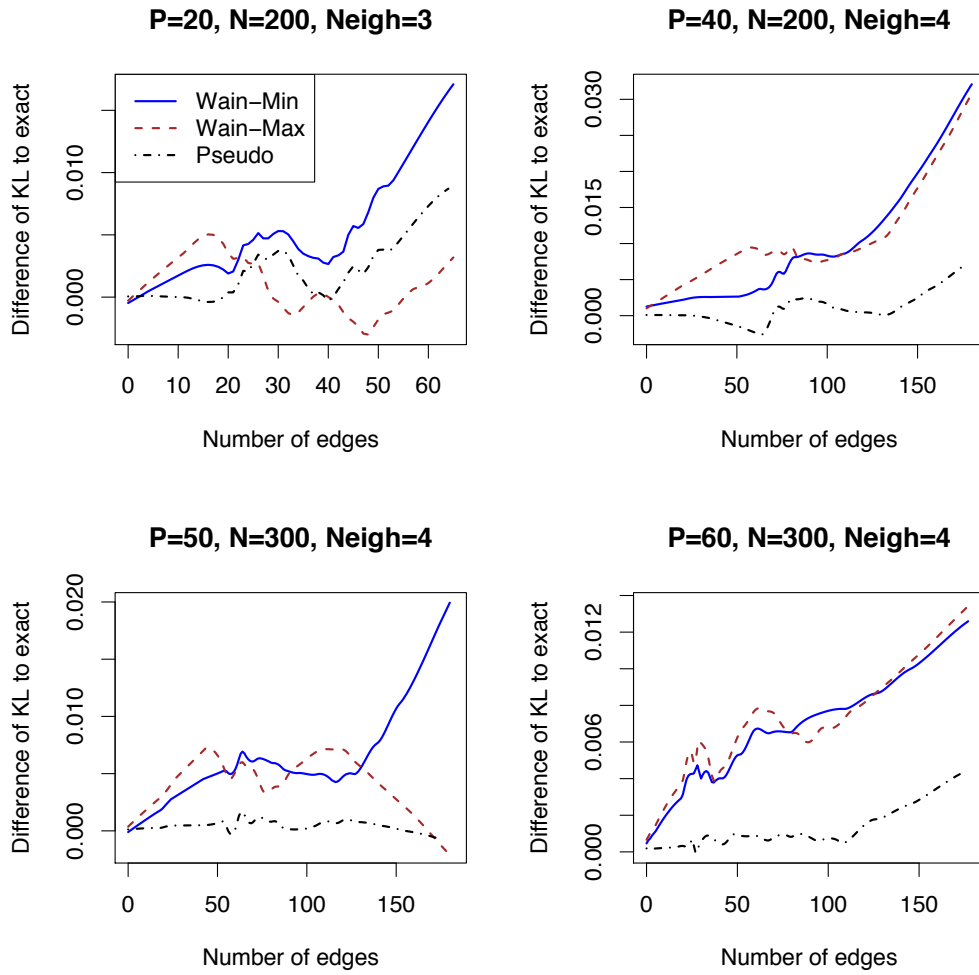 P=20, N=200, Neigh=3
Difference of KL to exact
0.010
0.000
Wain−Min
Wain−Max
Pseudo
0 10 20 30 40 50 60
Number of edges
P=40, N=200, Neigh=4
Difference of KL to exact
0.030
0.015
0.000
0 50 100 150
Number of edges
P=50, N=300, Neigh=4
Difference of KL to exact
0.020
0.010
0.000
0 50 100 150
Number of edges
P=60, N=300, Neigh=4
Difference of KL to exact
0.012
0.006
0.000
0 50 100 150
Number of edges